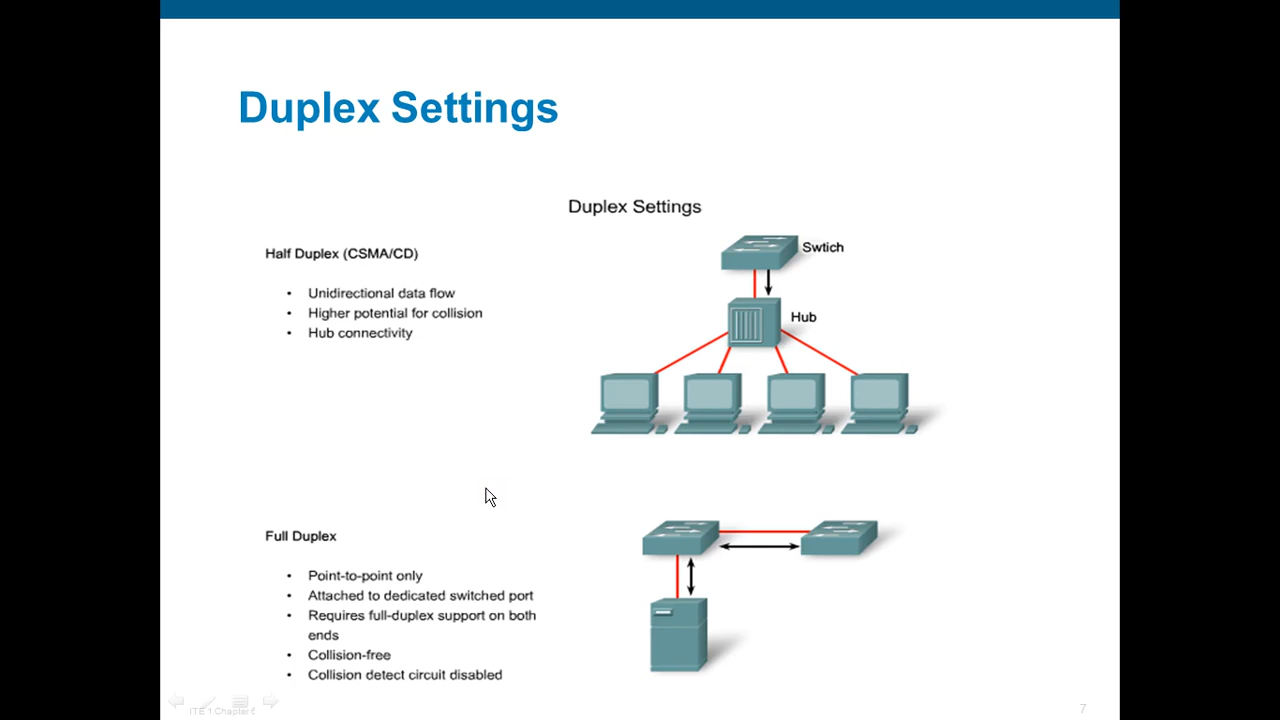 Duplex Settings
Duplex Settings
Half Duplex (CSMA/CD)
• Unidirectional data flow
• Higher potential for collision
• Hub connectivity
Swtich
Hub
Full Duplex
• Point-to-point only
• Attached to dedicated switched port
• Requires full-duplex support on both
ends
• Collision-free
• Collision detect circuit disabled
ITE 1 Chapter 6
7